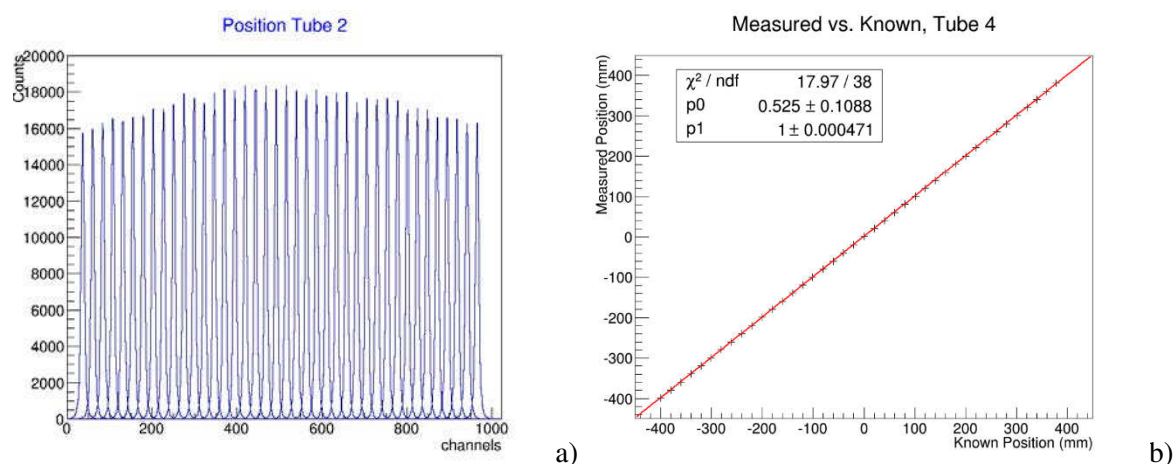 Position Tube 2
Counts
20000
18000
16000
14000
12000
10000
8000
6000
4000
2000
0
0 200 400 600 800 1000
channels
a)
Measured vs. Known, Tube 4
χ² / ndf 17.97 / 38
p0 0.525 ± 0.1088
p1 1 ± 0.000471
Measured Position (mm)
400
300
200
100
0
-100
-200
-300
-400
-400 -300 -200 -100 0 100 200 300 400
Known Position (mm)
b)